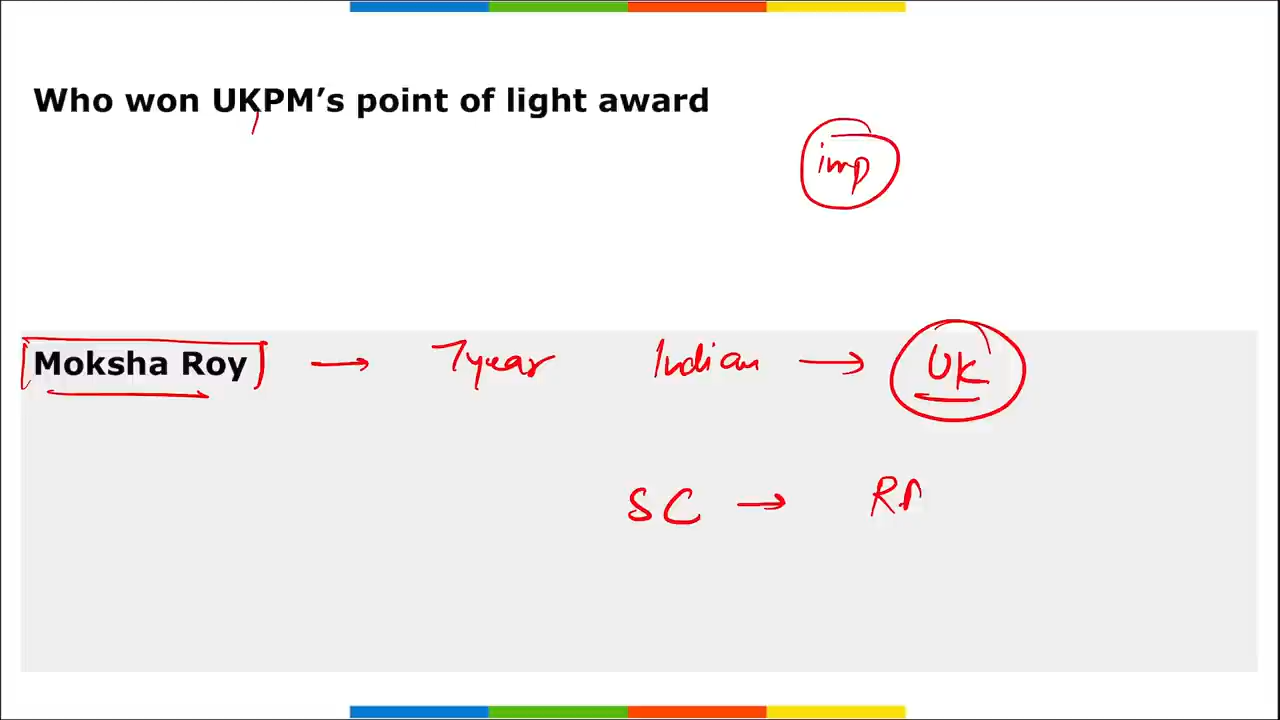 Who won UKPM’s point of light award
imp
Moksha Roy → 7year Indian → UK
SC →